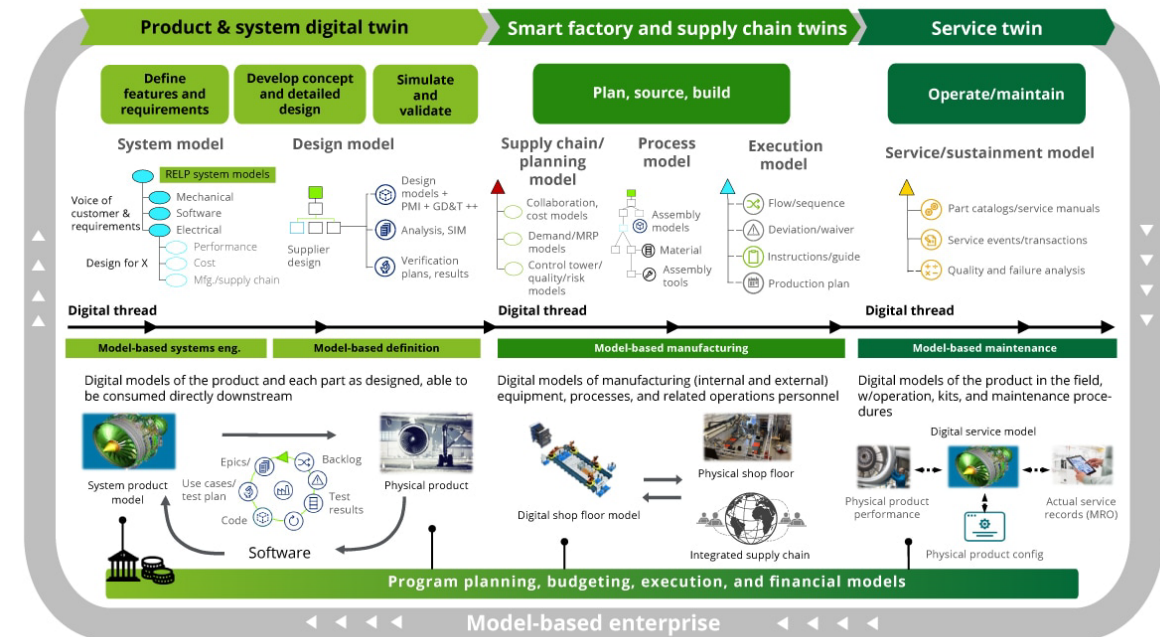 Product & system digital twin
Smart factory and supply chain twins
Service twin
Define
features and
requirements
Develop concept
and detailed
design
Simulate
and
validate
Plan, source, build
Operate/maintain
System model
RELP system models
Voice of
customer &
requirements
Mechanical
Software
Electrical
Design for X
Performance
Cost
Mfg./supply chain
Design model
Supplier
design
Design
models +
PMI + GD&T ++
Analysis, SIM
Verification
plans, results
Supply chain/
planning
model
Collaboration,
cost models
Demand/MRP
models
Control tower/
quality/risk
models
Process
model
Assembly
models
Material
Assembly
tools
Execution
model
Flow/sequence
Deviation/waiver
Instructions/guide
Production plan
Service/sustainment model
Part catalogs/service manuals
Service events/transactions
Quality and failure analysis
Digital thread
Digital thread
Digital thread
Model-based systems eng.
Model-based definition
Model-based manufacturing
Model-based maintenance
Digital models of the product and each part as designed, able to
be consumed directly downstream
System product
model
Epics/
Backlog
Use cases/
test plan
Test
results
Code
Software
Physical product
Digital models of manufacturing (internal and external)
equipment, processes, and related operations personnel
Digital shop floor model
Physical shop floor
Integrated supply chain
Digital models of the product in the field,
w/operation, kits, and maintenance proce-
dures
Digital service model
Physical product
performance
Actual service
records (MRO)
Physical product config
Program planning, budgeting, execution, and financial models
Model-based enterprise